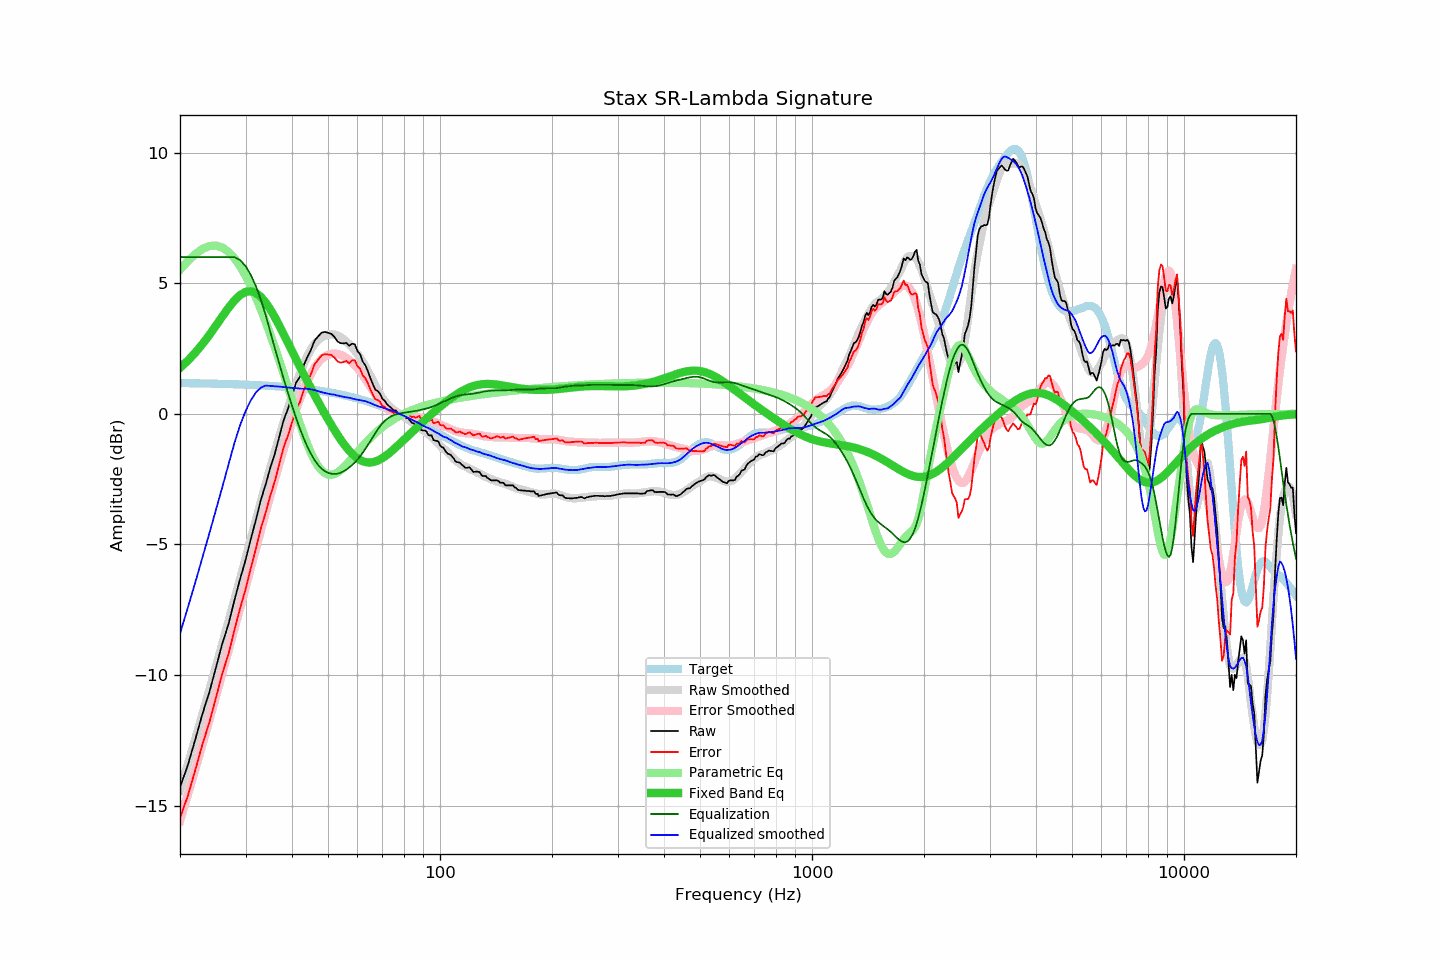 Stax SR-Lambda Signature
10
5
0
−5
−10
−15
Amplitude (dBr)
Target
Raw Smoothed
Error Smoothed
Raw
Error
Parametric Eq
Fixed Band Eq
Equalization
Equalized smoothed
100
1000
10000
Frequency (Hz)